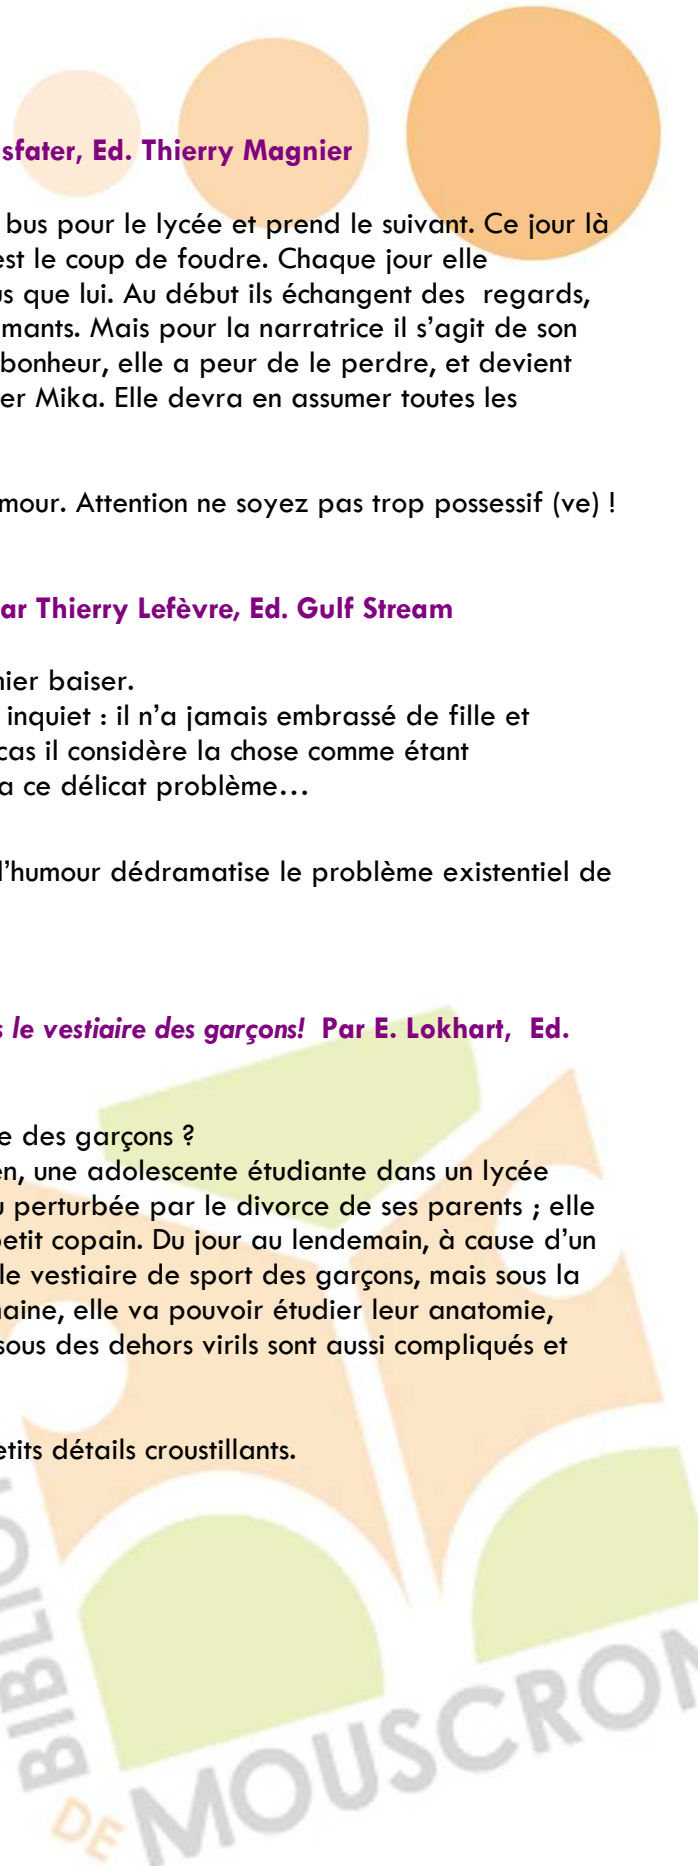 sfater, Ed. Thierry Magnier
bus pour le lycée et prend le suivant. Ce jour là
est le coup de foudre. Chaque jour elle
us que lui. Au début ils échangent des regards,
mants. Mais pour la narratrice il s’agit de son
bonheur, elle a peur de le perdre, et devient
er Mika. Elle devra en assumer toutes les
mour. Attention ne soyez pas trop possessif (ve) !
ar Thierry Lefèvre, Ed. Gulf Stream
nier baiser.
inquiet : il n’a jamais embrassé de fille et
cas il considère la chose comme étant
a ce délicat problème…
l’humour dédramatise le problème existentiel de
s le vestiaire des garçons! Par E. Lokhart, Ed.
e des garçons ?
en, une adolescente étudiante dans un lycée
u perturbée par le divorce de ses parents ; elle
petit copain. Du jour au lendemain, à cause d’un
le vestiaire de sport des garçons, mais sous la
naine, elle va pouvoir étudier leur anatomie,
sous des dehors virils sont aussi compliqués et
etits détails croustillants.
BIBLIO
DE MOUSCRON